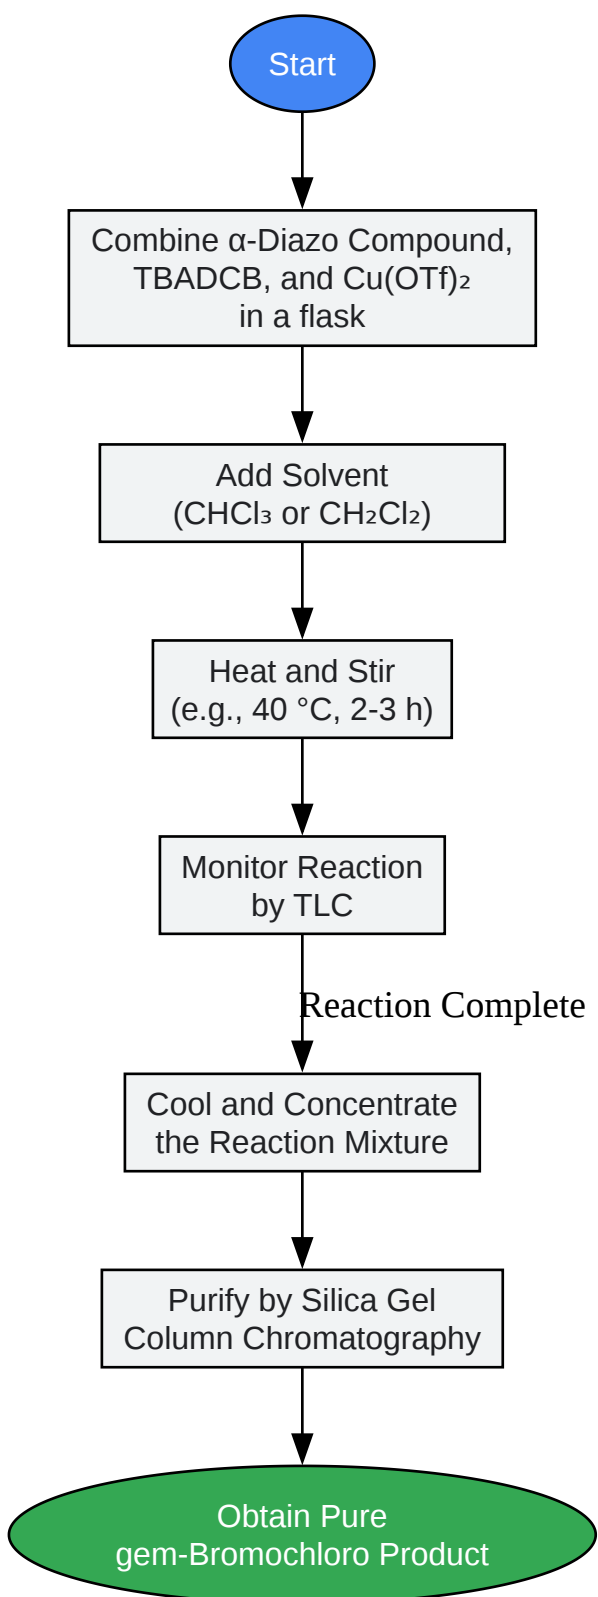 Start
Combine α-Diazo Compound,
TBADCB, and Cu(OTf)₂
in a flask
Add Solvent
(CHCl₃ or CH₂Cl₂)
Heat and Stir
(e.g., 40 °C, 2-3 h)
Monitor Reaction
by TLC
Reaction Complete
Cool and Concentrate
the Reaction Mixture
Purify by Silica Gel
Column Chromatography
Obtain Pure
gem-Bromochloro Product